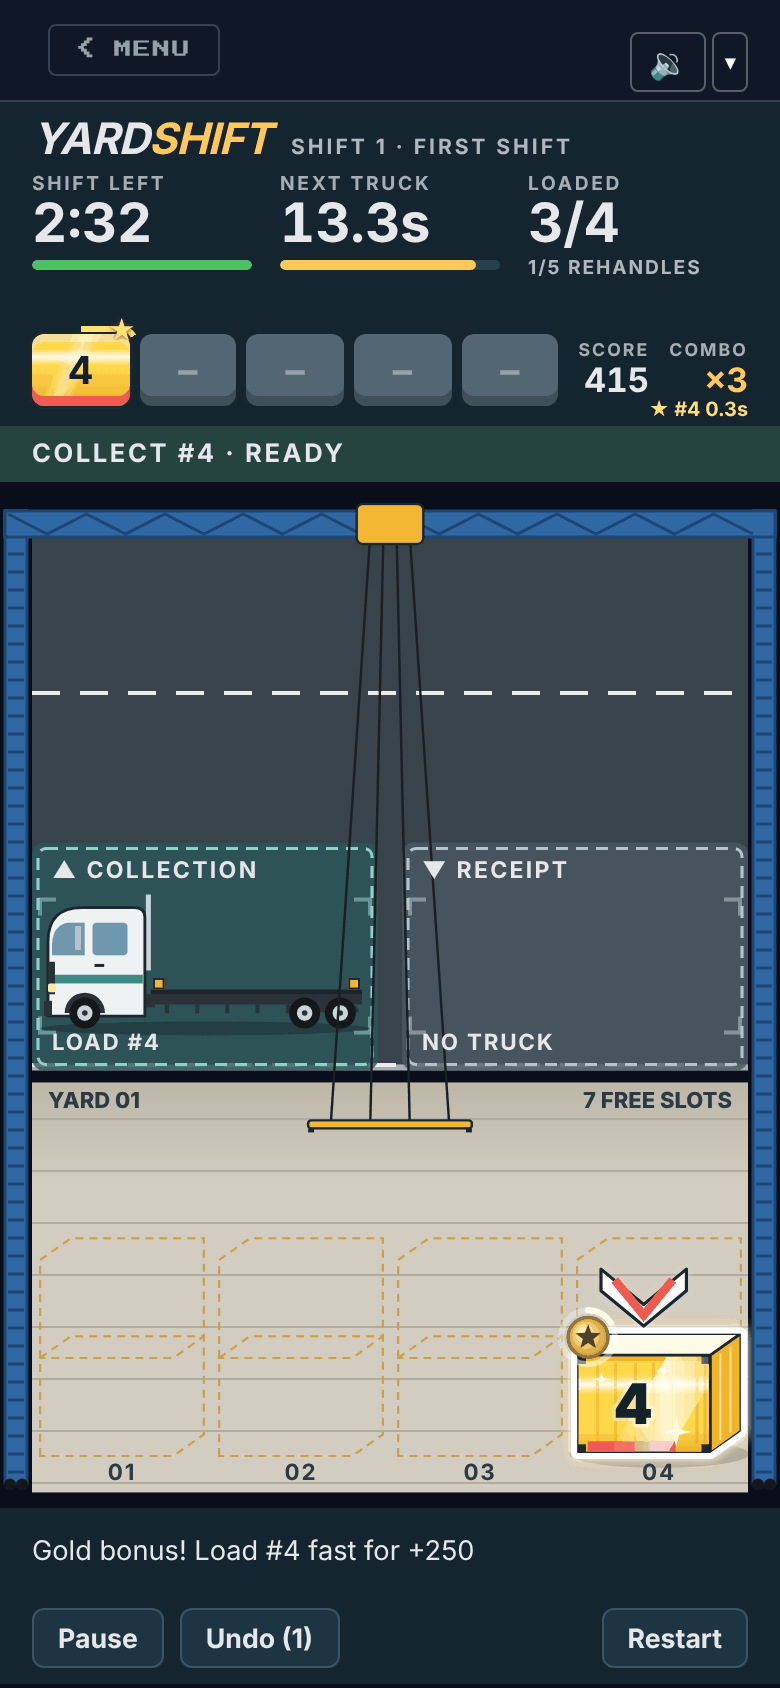 MENU
YARDSHIFT SHIFT 1 · FIRST SHIFT
SHIFT LEFT NEXT TRUCK LOADED
2:32 13.3s 3/4
1/5 REHANDLES
4 – – – –
SCORE COMBO
415 ×3
★ #4 0.3s
COLLECT #4 · READY
▲ COLLECTION
▼ RECEIPT
LOAD #4
NO TRUCK
YARD 01
7 FREE SLOTS
4
01 02 03 04
Gold bonus! Load #4 fast for +250
Pause Undo (1) Restart